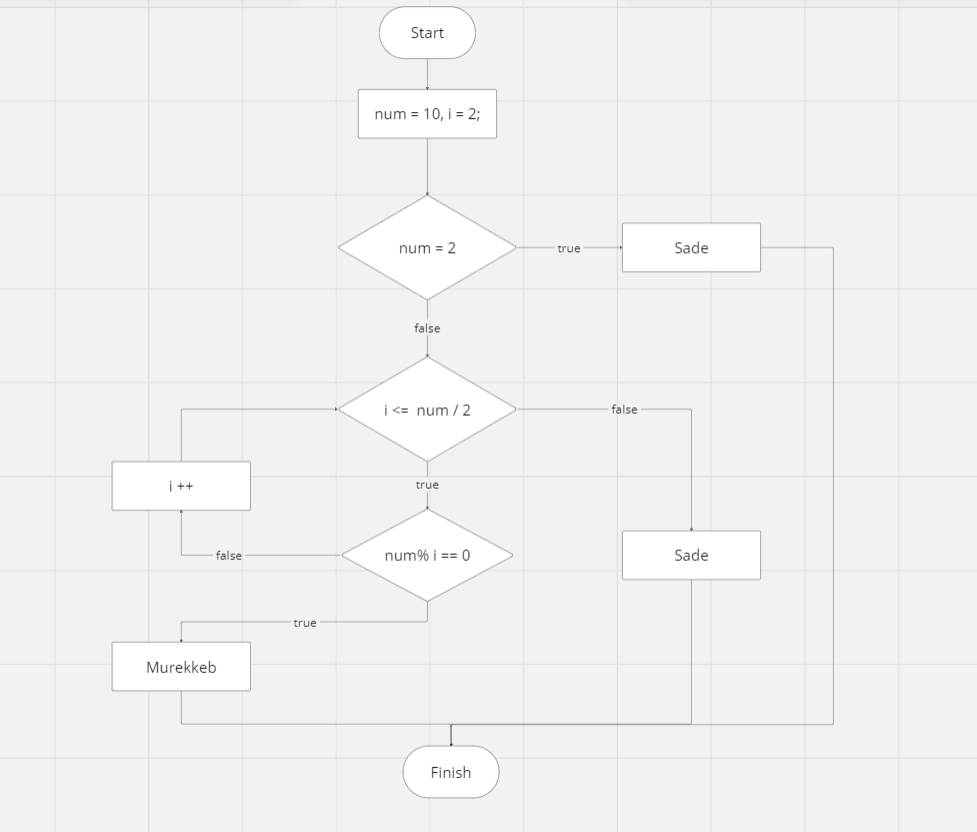 Start
num = 10, i = 2;
num = 2
true
Sade
false
i <= num / 2
false
i ++
true
false
num% i == 0
Sade
true
Murekkeb
Finish